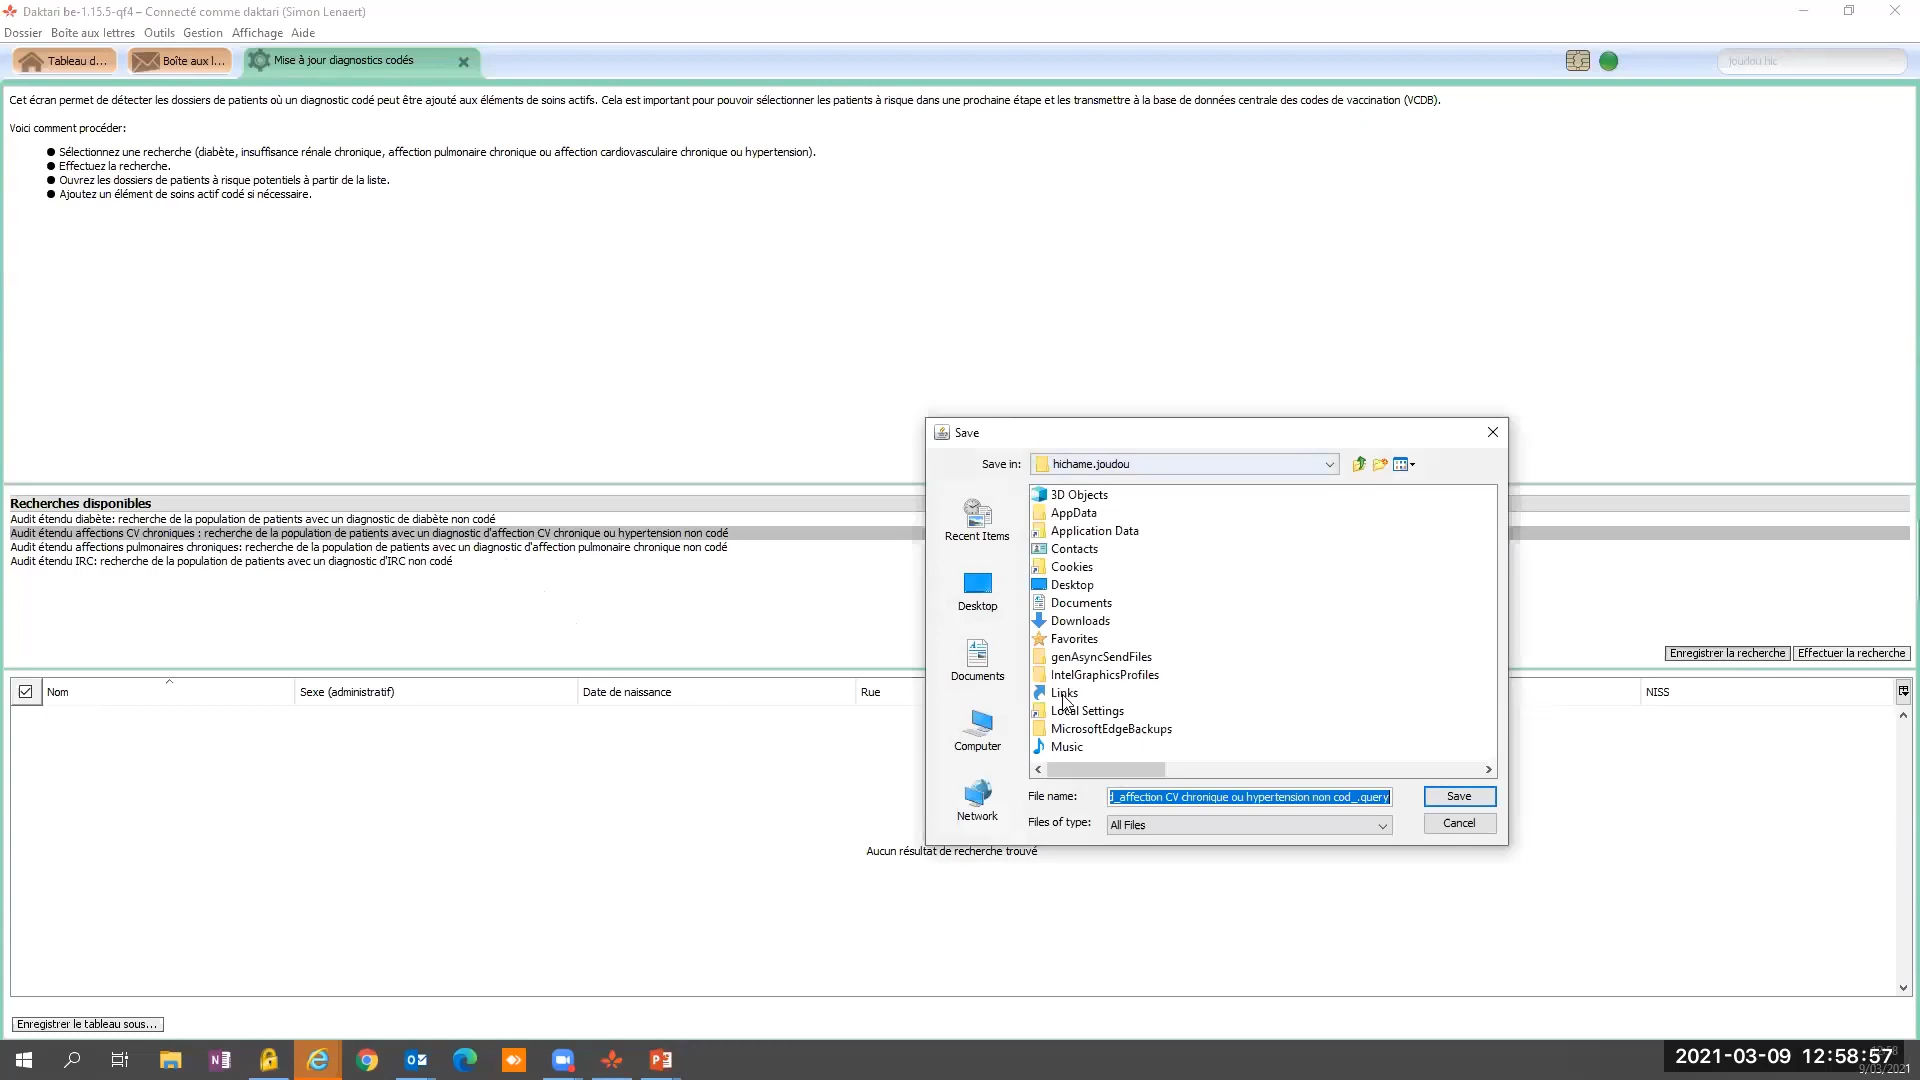 Daktari be-1.15.5-qf4 – Connecté comme daktari (Simon Lenaert)
Dossier Boîte aux lettres Outils Gestion Creation Affichage Aide
Tableau d... Boîte aux l... Mise à jour diagnostics codés joudou hic
Cet écran permet de détecter les dossiers de patients où un diagnostic codé peut être ajouté aux éléments de soins actifs. Cela est important pour pouvoir sélectionner les patients à risque dans une prochaine étape et les transmettre à la base de données centrale des codes de vaccination (VCDB).
Voici comment procéder:
● Sélectionnez une recherche (diabète, insuffisance rénale chronique, affection pulmonaire chronique ou affection cardiovasculaire chronique ou hypertension).
● Effectuez la recherche.
● Ouvrez les dossiers de patients à risque potentiels à partir de la liste.
● Ajoutez un élément de soins actif codé si nécessaire.
Recherches disponibles
Audit étendu diabète: recherche de la population de patients avec un diagnostic de diabète non codé
Audit étendu affections CV chroniques : recherche de la population de patients avec un diagnostic d'affection CV chronique ou hypertension non codé
Audit étendu affections pulmonaires chroniques: recherche de la population de patients avec un diagnostic d'affection pulmonaire chronique non codé
Audit étendu IRC: recherche de la population de patients avec un diagnostic d'IRC non codé
Enregistrer la recherche Effectuer la recherche
Nom Sexe (administratif) Date de naissance Rue NISS
Aucun résultat de recherche trouvé
Enregistrer le tableau sous...
Save
Save in: hichame.joudou
Recent Items
Desktop
Documents
Computer
Network
3D Objects
AppData
Application Data
Contacts
Cookies
Desktop
Documents
Downloads
Favorites
genAsyncSendFiles
IntelGraphicsProfiles
Links
Local Settings
MicrosoftEdgeBackups
Music
File name: d_affection CV chronique ou hypertension non cod_.query Save
Files of type: All Files Cancel
2021-03-09 12:58:57
9/03/2021